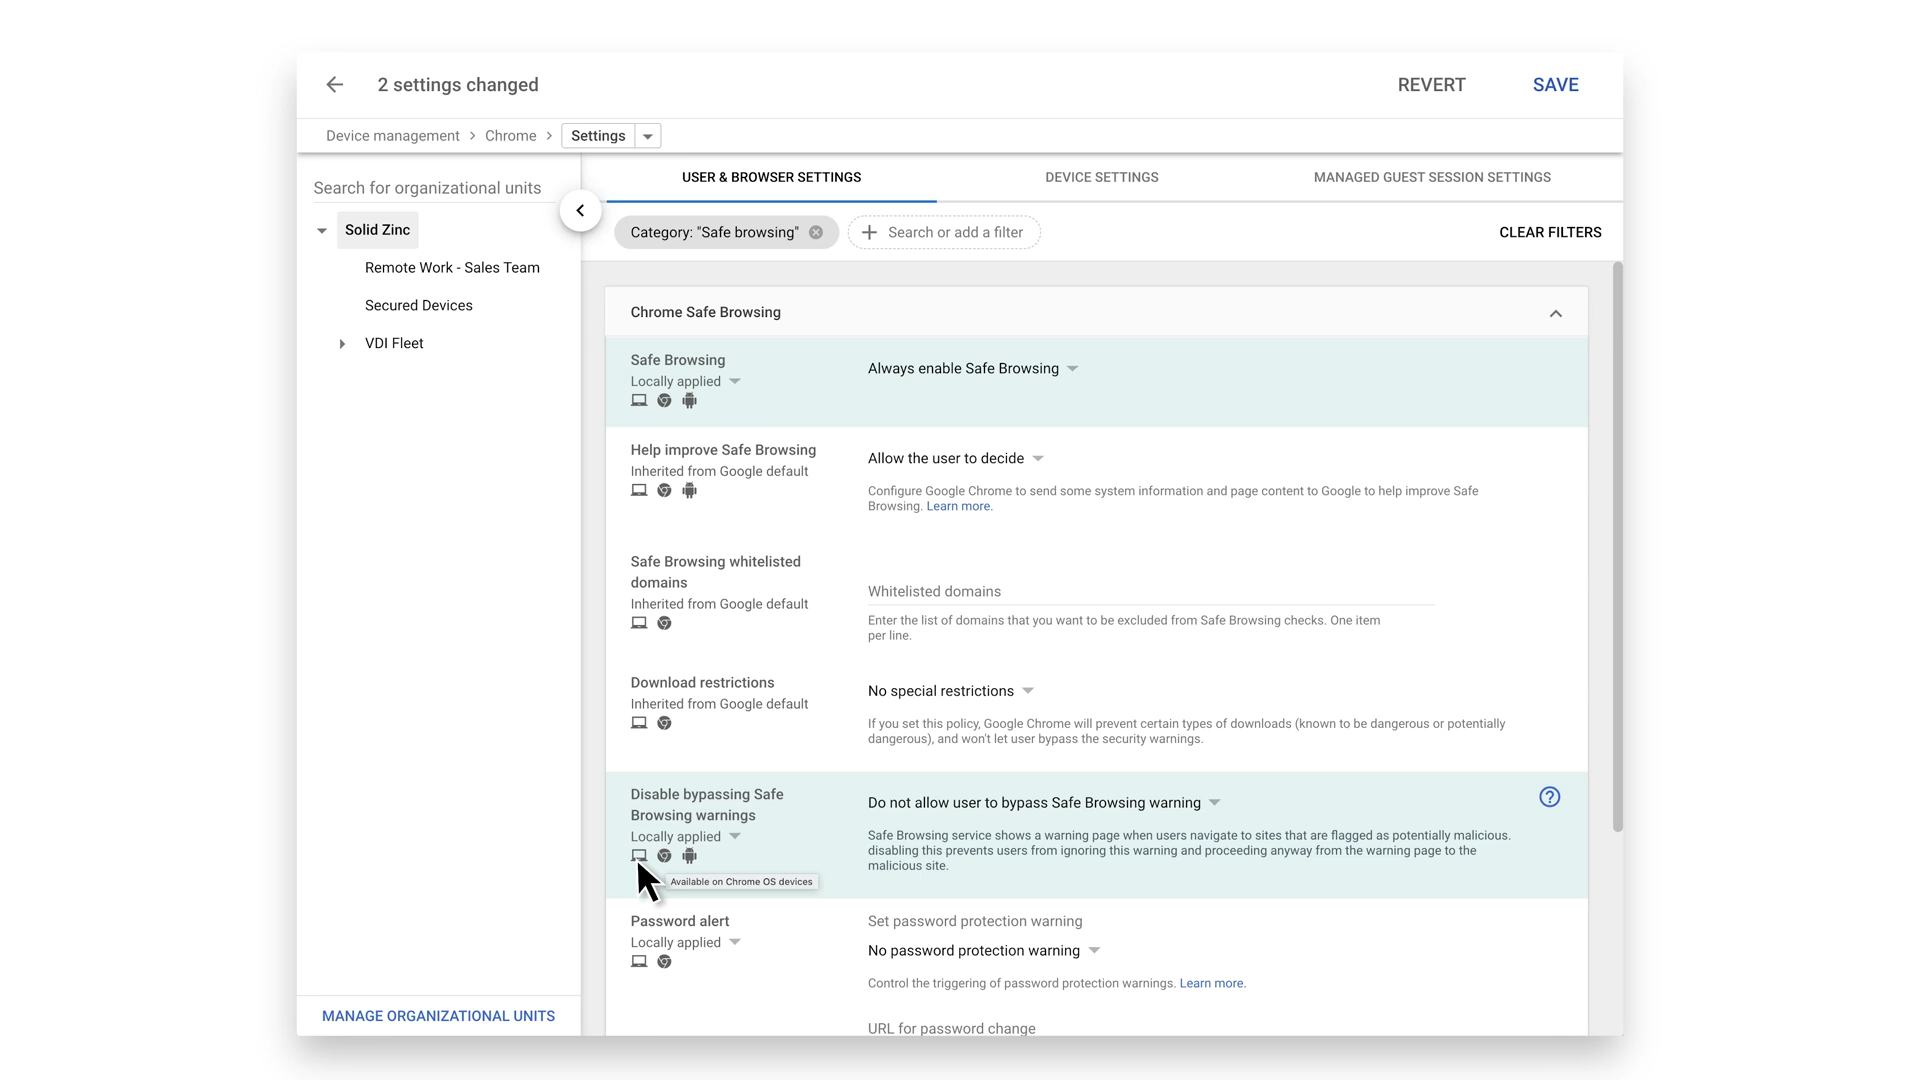 2 settings changed
REVERT
SAVE
Device management
Chrome
Settings
Search for organizational units
Solid Zinc
Remote Work - Sales Team
Secured Devices
VDI Fleet
MANAGE ORGANIZATIONAL UNITS
USER & BROWSER SETTINGS
DEVICE SETTINGS
MANAGED GUEST SESSION SETTINGS
Category: "Safe browsing"
Search or add a filter
CLEAR FILTERS
Chrome Safe Browsing
Safe Browsing
Locally applied
Always enable Safe Browsing
Help improve Safe Browsing
Inherited from Google default
Allow the user to decide
Configure Google Chrome to send some system information and page content to Google to help improve Safe
Browsing. Learn more.
Safe Browsing whitelisted
domains
Inherited from Google default
Whitelisted domains
Enter the list of domains that you want to be excluded from Safe Browsing checks. One item
per line.
Download restrictions
Inherited from Google default
No special restrictions
If you set this policy, Google Chrome will prevent certain types of downloads (known to be dangerous or potentially
dangerous), and won't let user bypass the security warnings.
Disable bypassing Safe
Browsing warnings
Locally applied
Available on Chrome OS devices
Do not allow user to bypass Safe Browsing warning
Safe Browsing service shows a warning page when users navigate to sites that are flagged as potentially malicious.
disabling this prevents users from ignoring this warning and proceeding anyway from the warning page to the
malicious site.
Password alert
Locally applied
Set password protection warning
No password protection warning
Control the triggering of password protection warnings. Learn more.
URL for password change